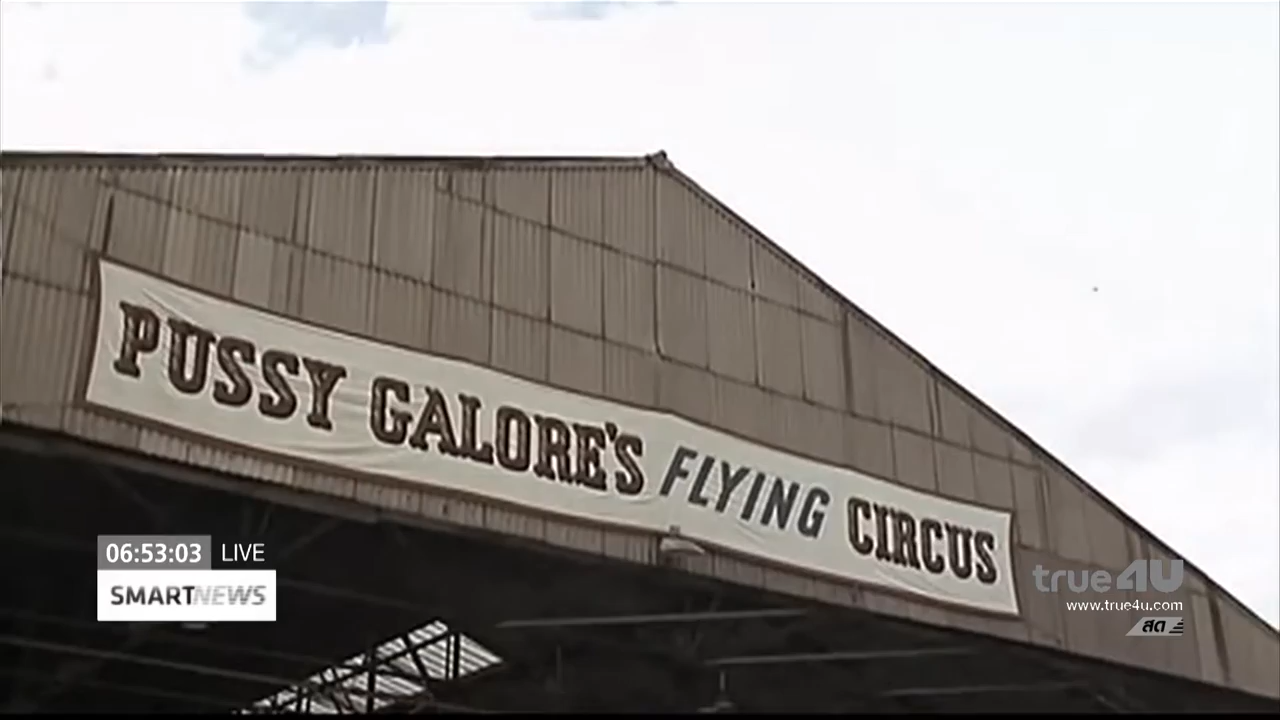 PUSSY GALORE'S FLYING CIRCUS
06:53:03 LIVE
SMARTNEWS
true4U
www.true4u.com
สด